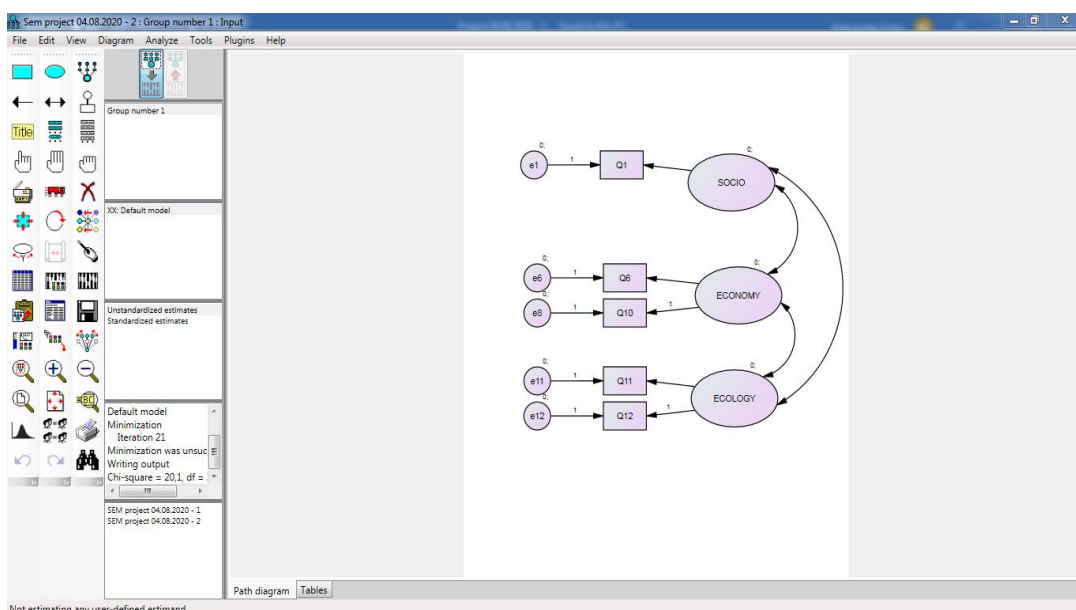 Sem project 04.08.2020 - 2 : Group number 1 : Input
File Edit View Diagram Analyze Tools Plugins Help
Title
Group number 1
XX: Default model
Unstandardized estimates
Standardized estimates
Default model
Minimization
Iteration 21
Minimization was unsuc
Writing output
Chi-square = 20,1, df =
SEM project 04.08.2020 - 1
SEM project 04.08.2020 - 2
0;
0;
e1 1 Q1
SOCIO
0;
0;
e6 1 Q6
0;
ECONOMY
e8 1 Q10 1
0;
0;
e11 1 Q11
0;
ECOLOGY
e12 1 Q12 1
Path diagram Tables
Not estimating any user-defined estimand.